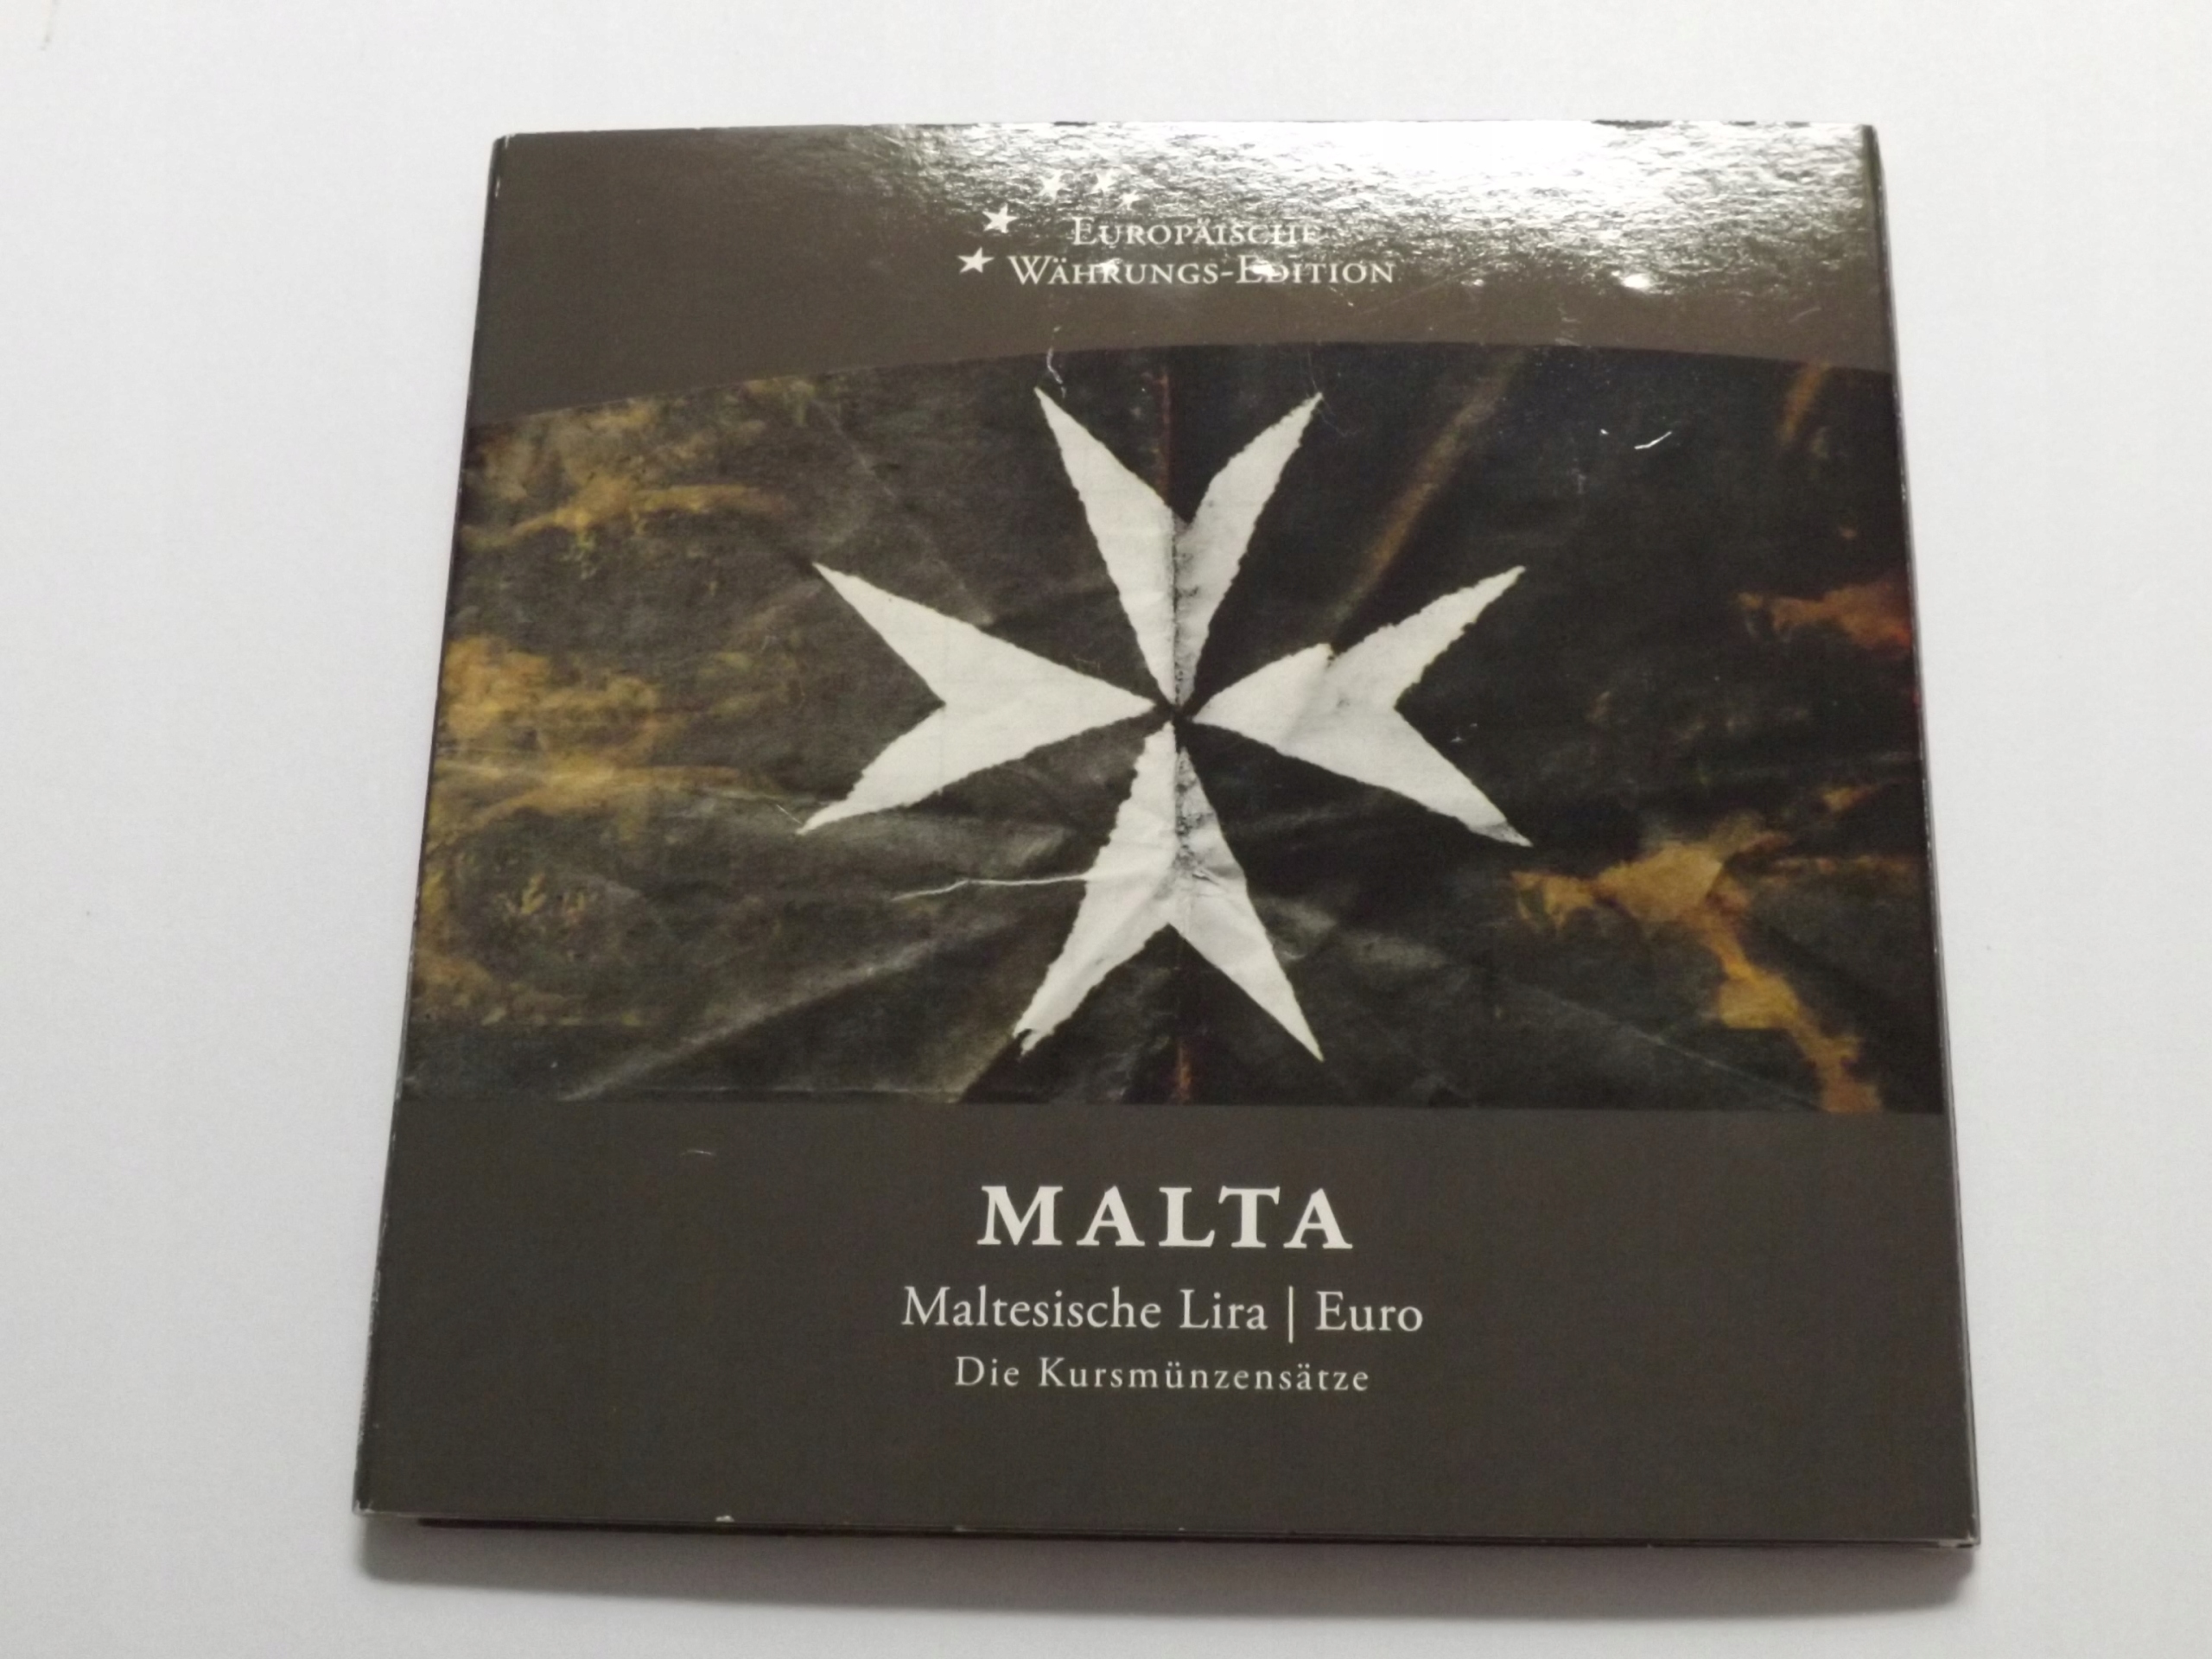 EUROPÄISCHE
WÄHRUNGS-EDITION
MALTA
Maltesische Lira | Euro
Die Kursmünzensätze